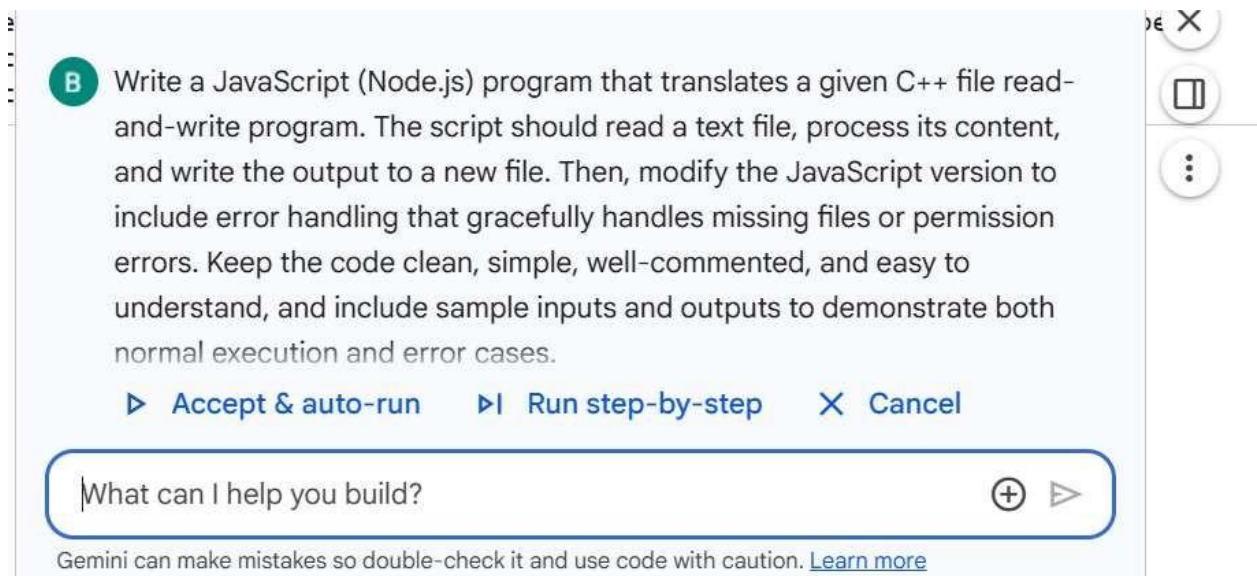 B
Write a JavaScript (Node.js) program that translates a given C++ file read-
and-write program. The script should read a text file, process its content,
and write the output to a new file. Then, modify the JavaScript version to
include error handling that gracefully handles missing files or permission
errors. Keep the code clean, simple, well-commented, and easy to
understand, and include sample inputs and outputs to demonstrate both
normal execution and error cases.
Accept & auto-run Run step-by-step Cancel
What can I help you build?
Gemini can make mistakes so double-check it and use code with caution. Learn more